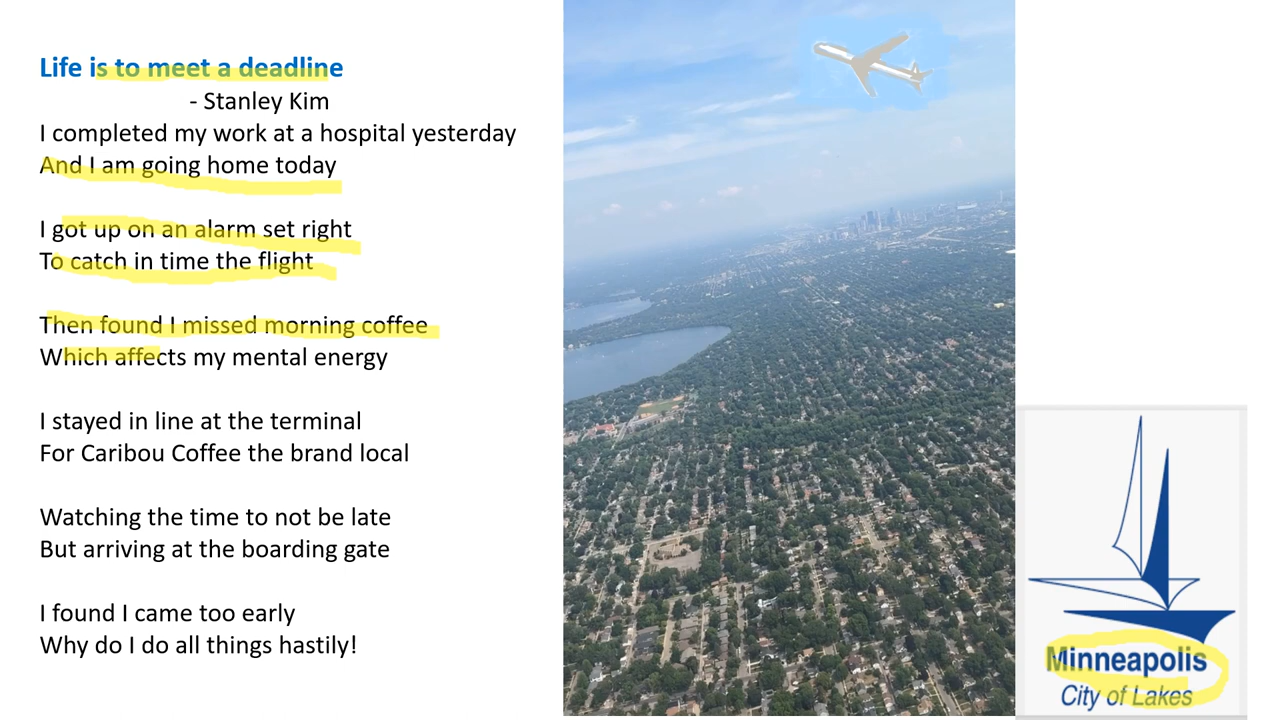 Life is to meet a deadline
- Stanley Kim
I completed my work at a hospital yesterday
And I am going home today
I got up on an alarm set right
To catch in time the flight
Then found I missed morning coffee
Which affects my mental energy
I stayed in line at the terminal
For Caribou Coffee the brand local
Watching the time to not be late
But arriving at the boarding gate
I found I came too early
Why do I do all things hastily!
Minneapolis
City of Lakes